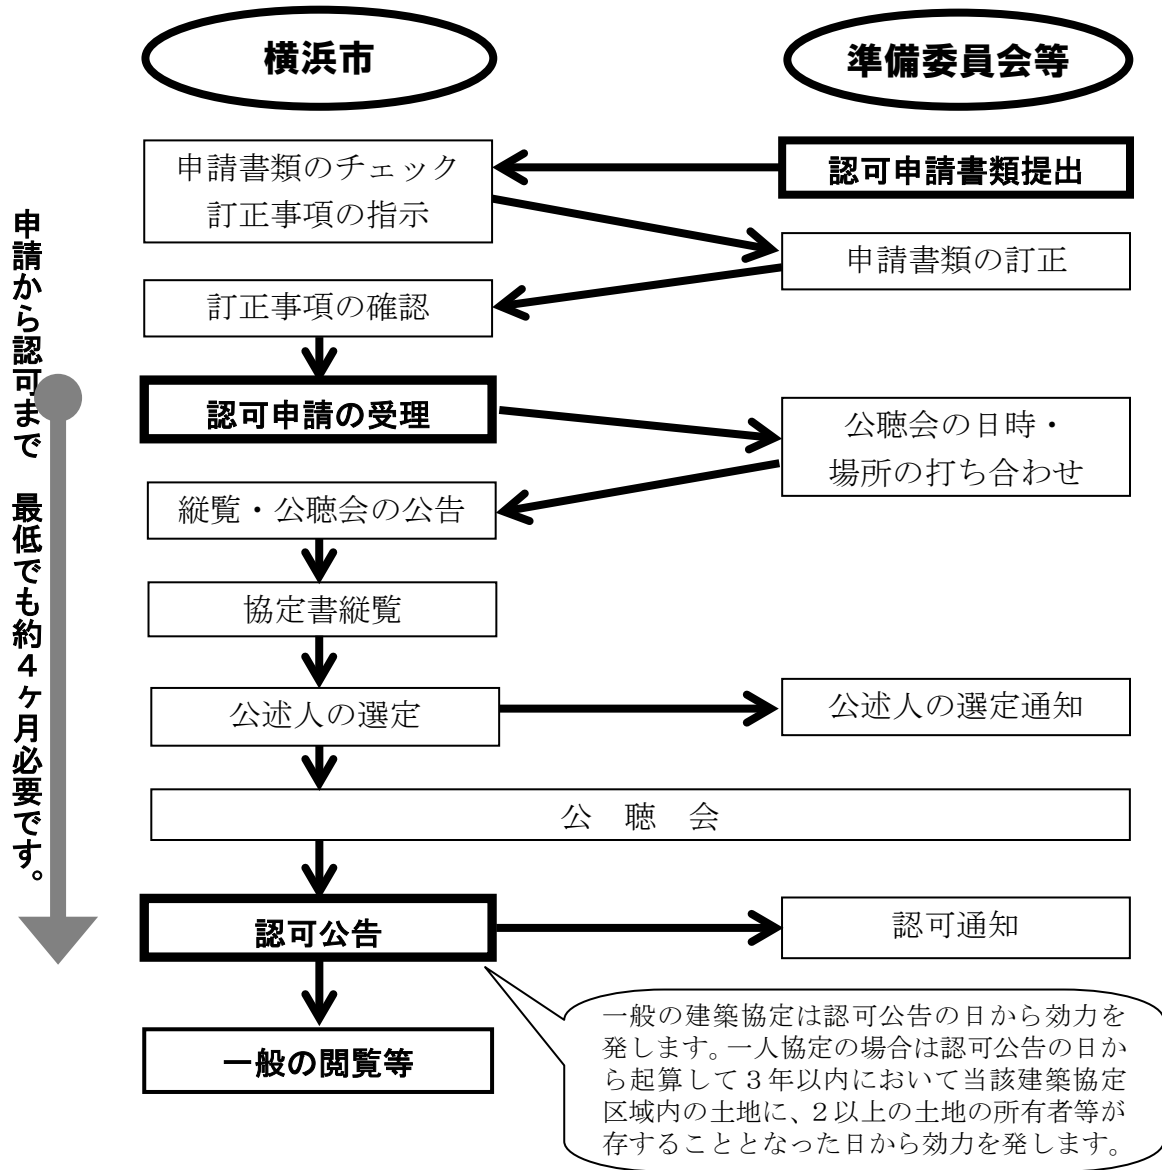 横浜市
準備委員会等
申請書類のチェック
訂正事項の指示
認可申請書類提出
申請書類の訂正
訂正事項の確認
認可申請の受理
公聴会の日時・
場所の打ち合わせ
縦覧・公聴会の公告
協定書縦覧
公述人の選定
公述人の選定通知
公　聴　会
認可公告
認可通知
一般の閲覧等
一般の建築協定は認可公告の日から効力を
発します。一人協定の場合は認可公告の日か
ら起算して３年以内において当該建築協定
区域内の土地に、２以上の土地の所有者等が
存することとなった日から効力を発します。
申請から認可まで　最低でも約４ヶ月必要です。